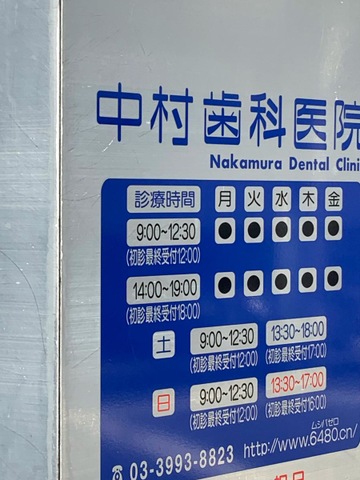 中村歯科医院
Nakamura Dental Clini
診療時間 月 火 水 木 金
9:00~12:30 ● ● ● ● ●
(初診最終受付12:00)
14:00~19:00 ● ● ● ● ●
(初診最終受付18:00)
土 9:00~12:30 13:30~18:00
(初診最終受付12:00) (初診最終受付17:00)
日 9:00~12:30 13:30~17:00
(初診最終受付12:00) (初診最終受付16:00)
ムシバゼロ
☎ 03-3993-8823 http://www.6480.cn/